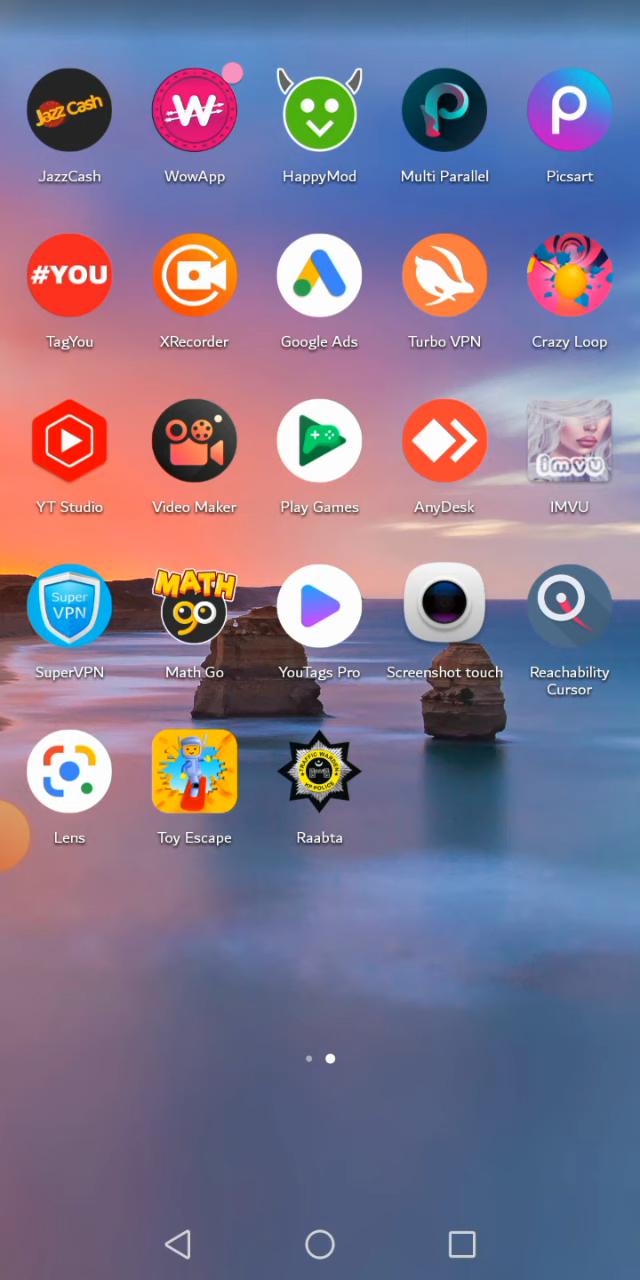 Jazz Cash
JazzCash
WowApp
HappyMod
Multi Parallel
Picsart
#YOU
TagYou
XRecorder
Google Ads
Turbo VPN
Crazy Loop
YT Studio
Video Maker
Play Games
AnyDesk
imvu
IMVU
Super
VPN
SuperVPN
MATH
go
Math Go
YouTags Pro
Screenshot touch
Reachability
Cursor
Lens
Toy Escape
Raabta